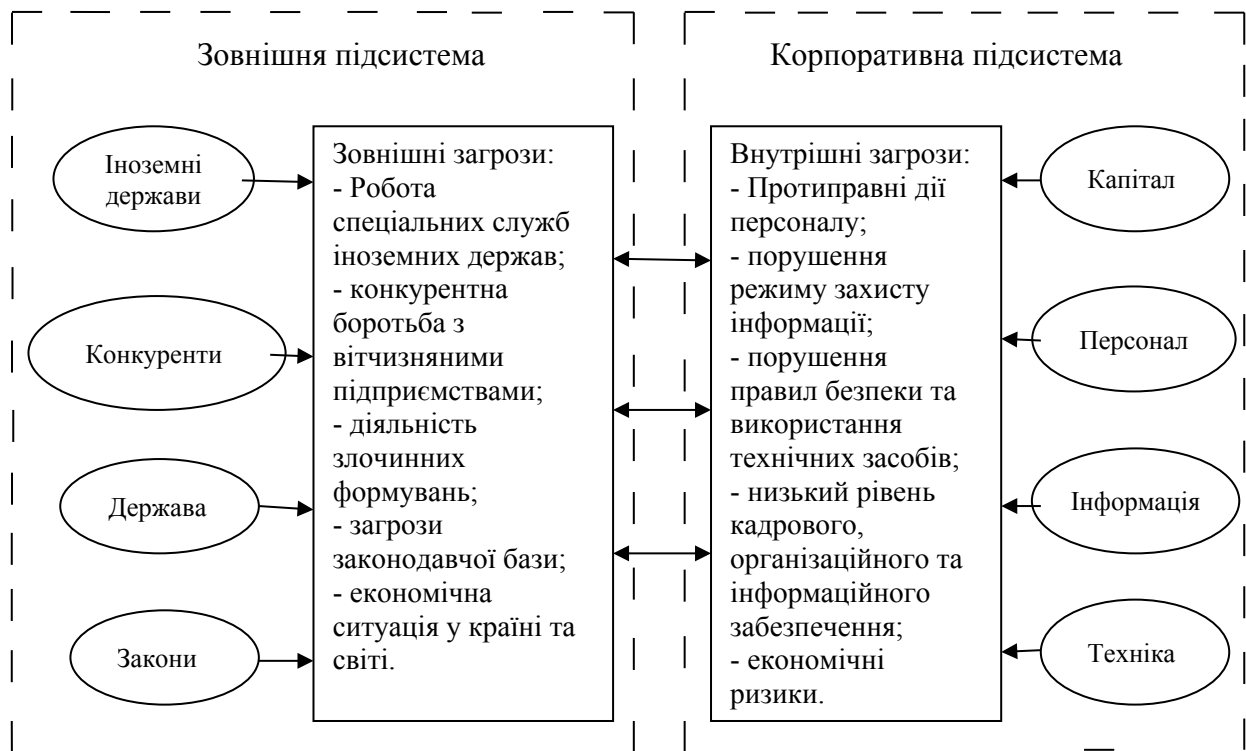 Зовнішня підсистема
Іноземні
держави
Конкуренти
Держава
Закони
Зовнішні загрози:
- Робота
спеціальних служб
іноземних держав;
- конкурентна
боротьба з
вітчизняними
підприємствами;
- діяльність
злочинних
формувань;
- загрози
законодавчої бази;
- економічна
ситуація у країні та
світі.
Корпоративна підсистема
Внутрішні загрози:
- Протиправні дії
персоналу;
- порушення
режиму захисту
інформації;
- порушення
правил безпеки та
використання
технічних засобів;
- низький рівень
кадрового,
організаційного та
інформаційного
забезпечення;
- економічні
ризики.
Капітал
Персонал
Інформація
Техніка